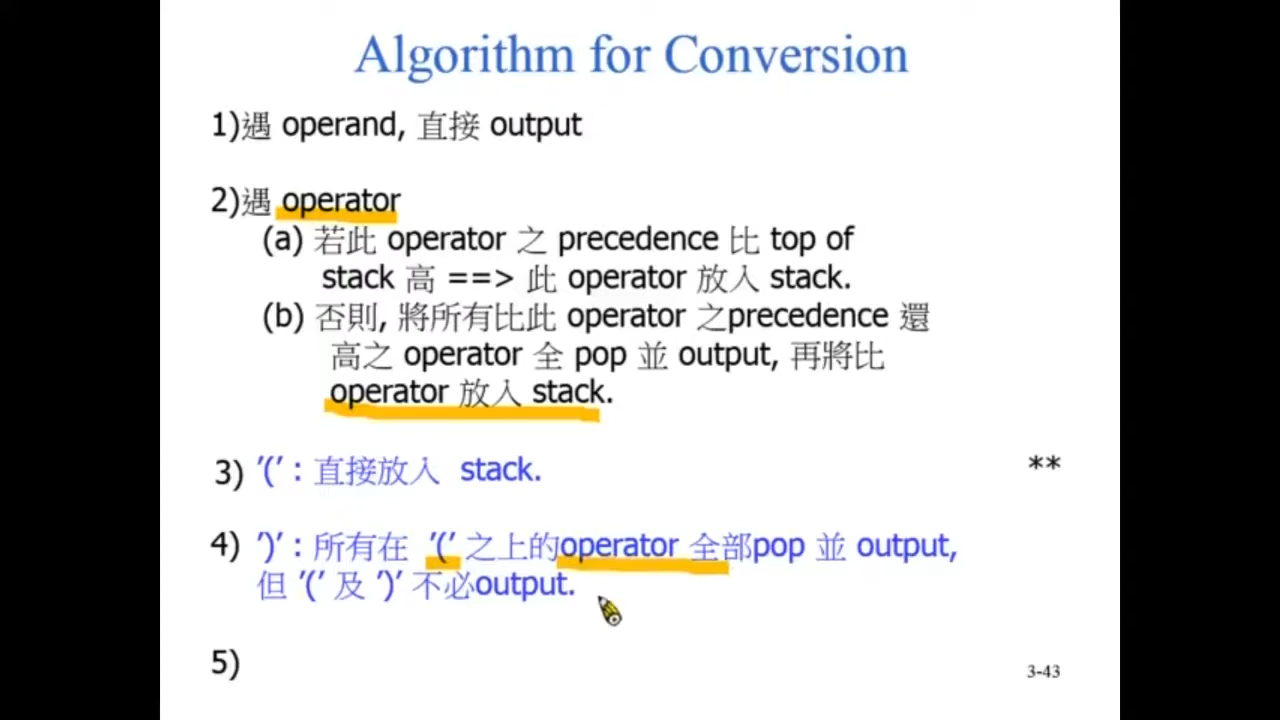 Algorithm for Conversion
1)遇 operand, 直接 output
2)遇 operator
(a) 若此 operator 之 precedence 比 top of
stack 高 ==> 此 operator 放入 stack.
(b) 否則, 將所有比此 operator 之precedence 還
高之 operator 全 pop 並 output, 再將比
operator 放入 stack.
3) ’(’ : 直接放入 stack.
**
4) ’)’ : 所有在 ’(’ 之上的operator 全部pop 並 output,
但 ’(’ 及 ’)’ 不必output.
5)
3-43